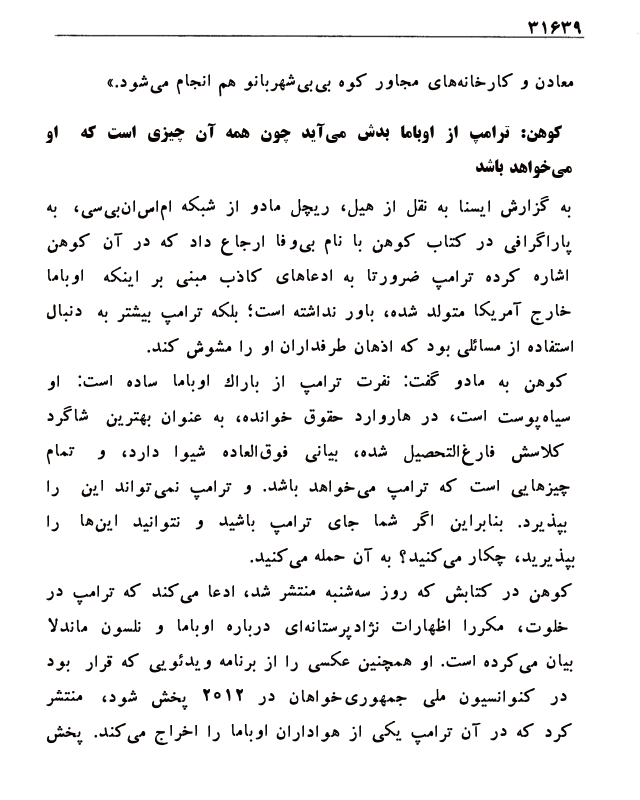 ۳۱۶۳۹
معادن و کارخانه‌های مجاور کوه بی‌بی‌شهربانو هم انجام می‌شود.»
کوهن: ترامپ از اوباما بدش می‌آید چون همه آن چیزی است که او
می‌خواهد باشد
به گزارش ایسنا به نقل از هیل، ریچل مادو از شبکه ام‌اس‌ان‌بی‌سی، به
پاراگرافی در کتاب کوهن با نام بی‌وفا ارجاع داد که در آن کوهن
اشاره کرده ترامپ ضرورتا به ادعاهای کاذب مبنی بر اینکه اوباما
خارج آمریکا متولد شده، باور نداشته است؛ بلکه ترامپ بیشتر به دنبال
استفاده از مسائلی بود که اذهان طرفداران او را مشوش کند.
کوهن به مادو گفت: نفرت ترامپ از باراك اوباما ساده است: او
سیاه‌پوست است، در هاروارد حقوق خوانده، به عنوان بهترین شاگرد
کلاسش فارغ‌التحصیل شده، بیانی فوق‌العاده شیوا دارد، و تمام
چیزهایی است که ترامپ می‌خواهد باشد. و ترامپ نمی‌تواند این را
بپذیرد. بنابراین اگر شما جای ترامپ باشید و نتوانید این‌ها را
بپذیرید، چکار می‌کنید؟ به آن حمله می‌کنید.
کوهن در کتابش که روز سه‌شنبه منتشر شد، ادعا می‌کند که ترامپ در
خلوت، مکررا اظهارات نژادپرستانه‌ای درباره اوباما و نلسون ماندلا
بیان می‌کرده است. او همچنین عکسی را از برنامه ویدئویی که قرار بود
در کنوانسیون ملی جمهوری‌خواهان در ۲۰۱۲ پخش شود، منتشر
کرد که در آن ترامپ یکی از هواداران اوباما را اخراج می‌کند. پخش